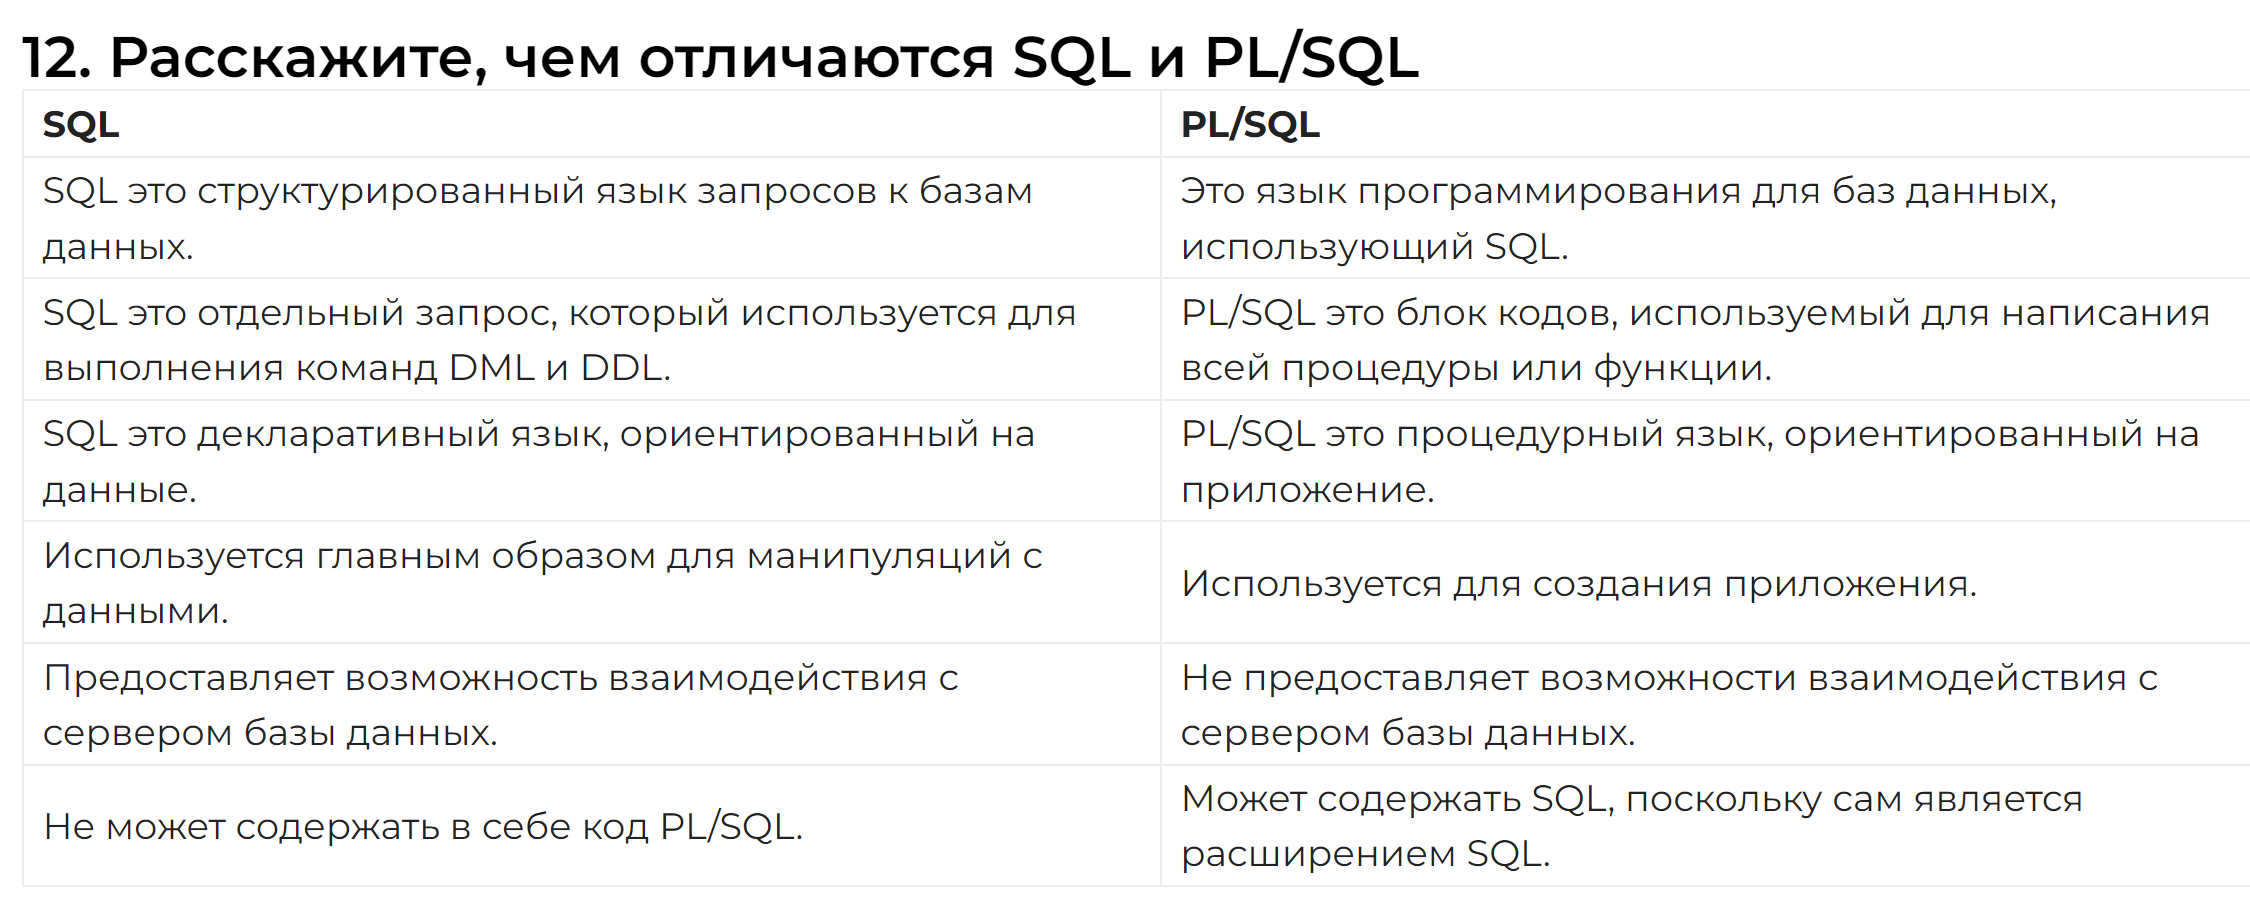 12. Расскажите, чем отличаются SQL и PL/SQL
SQL
PL/SQL
SQL это структурированный язык запросов к базам
данных.
Это язык программирования для баз данных,
использующий SQL.
SQL это отдельный запрос, который используется для
выполнения команд DML и DDL.
PL/SQL это блок кодов, используемый для написания
всей процедуры или функции.
SQL это декларативный язык, ориентированный на
данные.
PL/SQL это процедурный язык, ориентированный на
приложение.
Используется главным образом для манипуляций с
данными.
Используется для создания приложения.
Предоставляет возможность взаимодействия с
сервером базы данных.
Не предоставляет возможности взаимодействия с
сервером базы данных.
Не может содержать в себе код PL/SQL.
Может содержать SQL, поскольку сам является
расширением SQL.